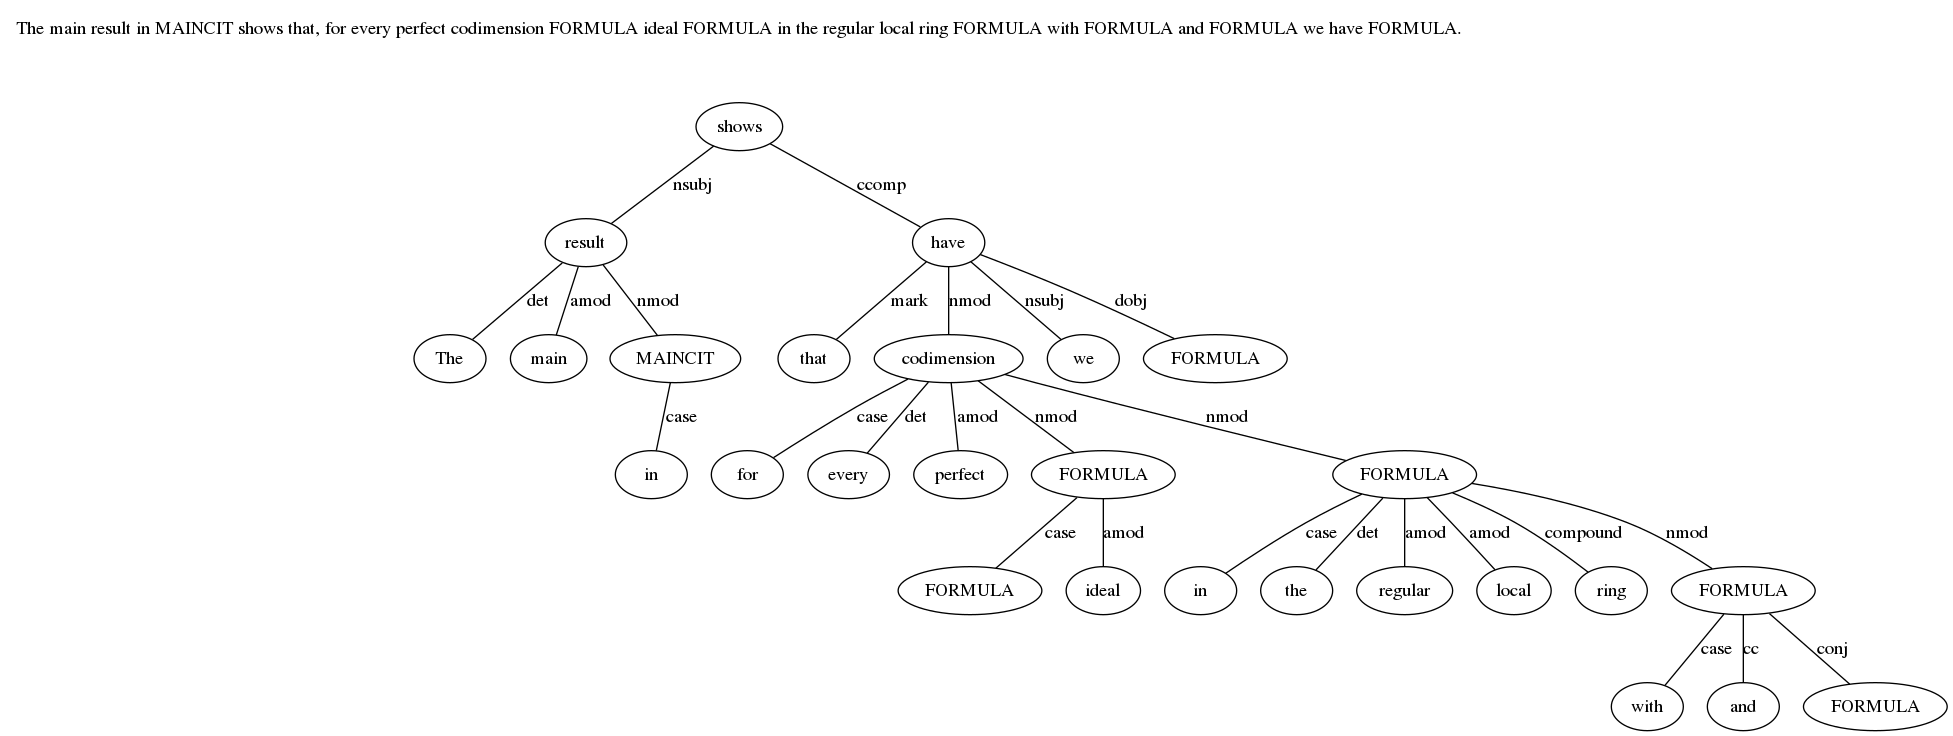 The main result in MAINCIT shows that, for every perfect codimension FORMULA ideal FORMULA in the regular local ring FORMULA with FORMULA and FORMULA we have FORMULA.
shows
nsubj ccomp
result have
det amod nmod mark nmod nsubj dobj
The main MAINCIT that codimension we FORMULA
case case det amod nmod nmod
in for every perfect FORMULA FORMULA
case amod case det amod amod compound nmod
FORMULA ideal in the regular local ring FORMULA
case cc conj
with and FORMULA